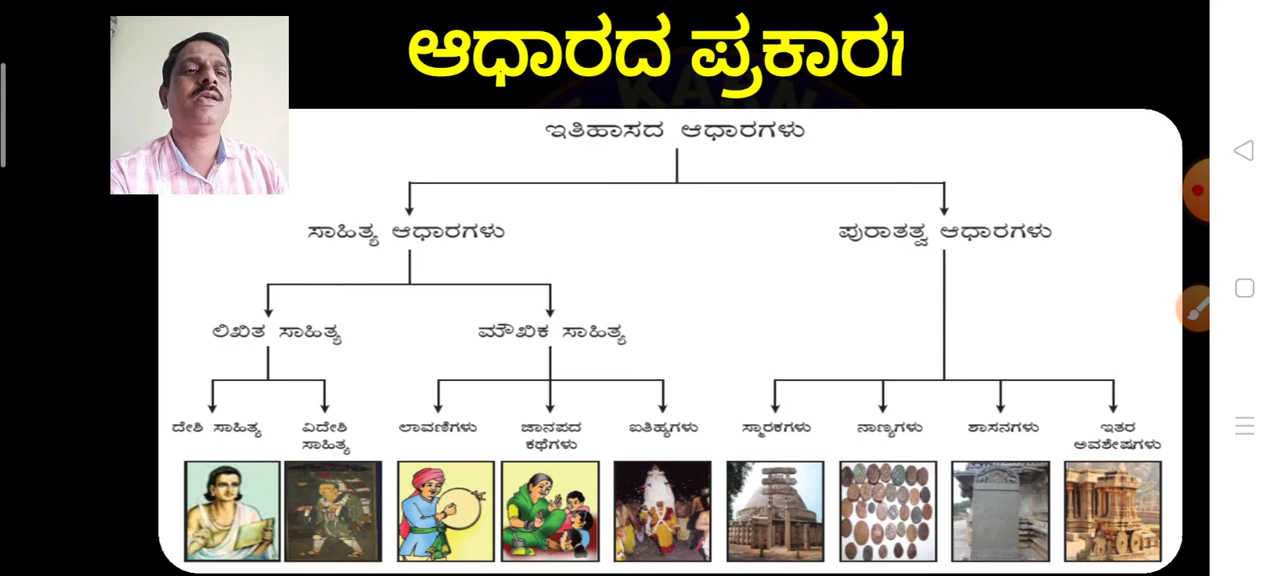 ಆಧಾರದ ಪ್ರಕಾರ
ಇತಿಹಾಸದ ಆಧಾರಗಳು
ಸಾಹಿತ್ಯ ಆಧಾರಗಳು
ಪುರಾತತ್ವ ಆಧಾರಗಳು
ಲಿಖಿತ ಸಾಹಿತ್ಯ
ಮೌಖಿಕ ಸಾಹಿತ್ಯ
ದೇಶಿ ಸಾಹಿತ್ಯ
ವಿದೇಶಿ
ಸಾಹಿತ್ಯ
ಲಾವಣಿಗಳು
ಜಾನಪದ
ಕಥೆಗಳು
ಐತಿಹ್ಯಗಳು
ಸ್ಮಾರಕಗಳು
ನಾಣ್ಯಗಳು
ಶಾಸನಗಳು
ಇತರ
ಅವಶೇಷಗಳು